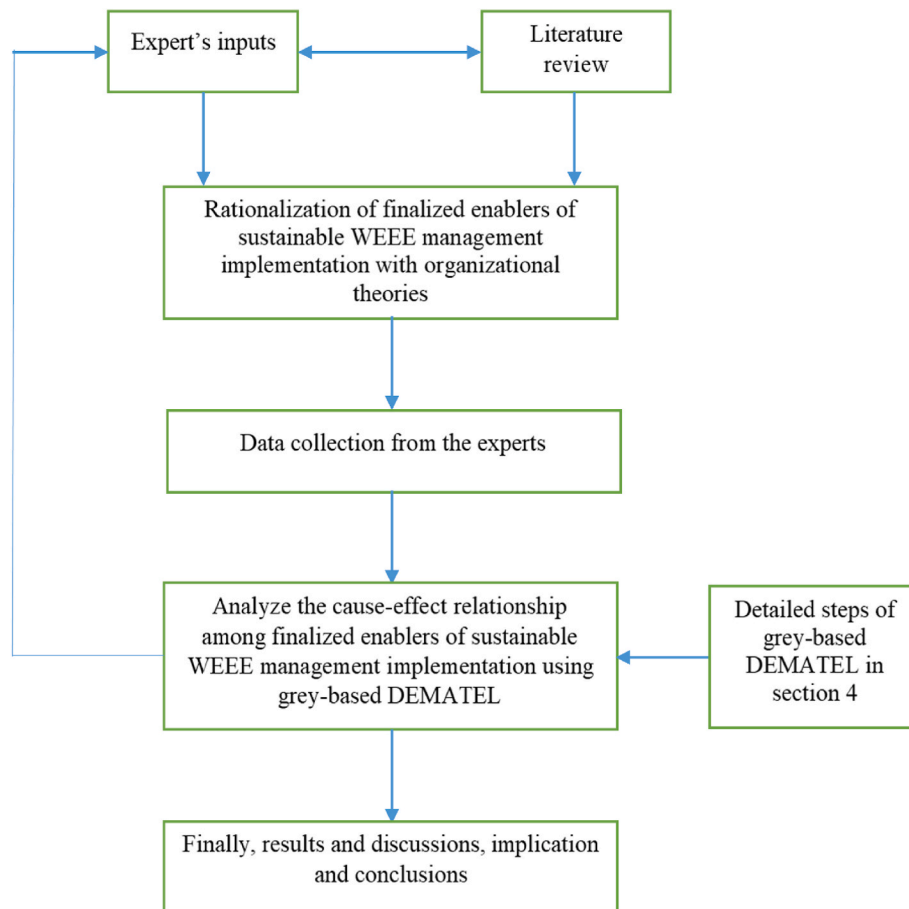 Expert's inputs
Literature
review
Rationalization of finalized enablers of
sustainable WEEE management
implementation with organizational
theories
Data collection from the experts
Analyze the cause-effect relationship
among finalized enablers of sustainable
WEEE management implementation using
grey-based DEMATEL
Detailed steps of
grey-based
DEMATEL in
section 4
Finally, results and discussions, implication
and conclusions